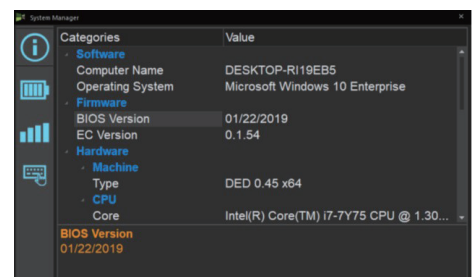 System Manager
Categories Value
Software
Computer Name DESKTOP-RI19EB5
Operating System Microsoft Windows 10 Enterprise
Firmware
BIOS Version 01/22/2019
EC Version 0.1.54
Hardware
Machine
Type DED 0.45 x64
CPU
Core Intel(R) Core(TM) i7-7Y75 CPU @ 1.30...
BIOS Version
01/22/2019